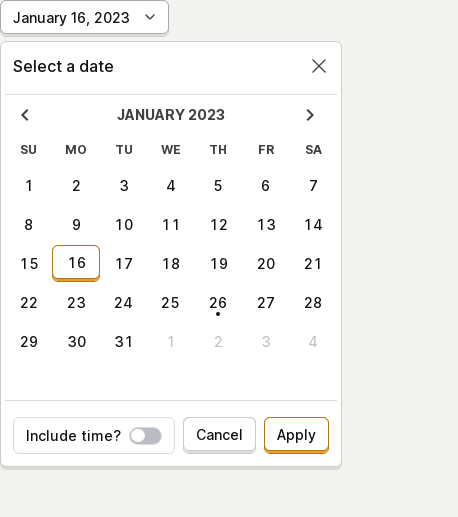 January 16, 2023
Select a date
JANUARY 2023
SU MO TU WE TH FR SA
1 2 3 4 5 6 7
8 9 10 11 12 13 14
15 16 17 18 19 20 21
22 23 24 25 26 27 28
29 30 31 1 2 3 4
Include time? Cancel Apply